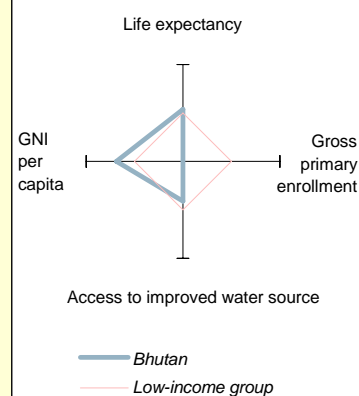 Life expectancy
GNI
per
capita
Gross
primary
enrollment
Access to improved water source
Bhutan
Low-income group